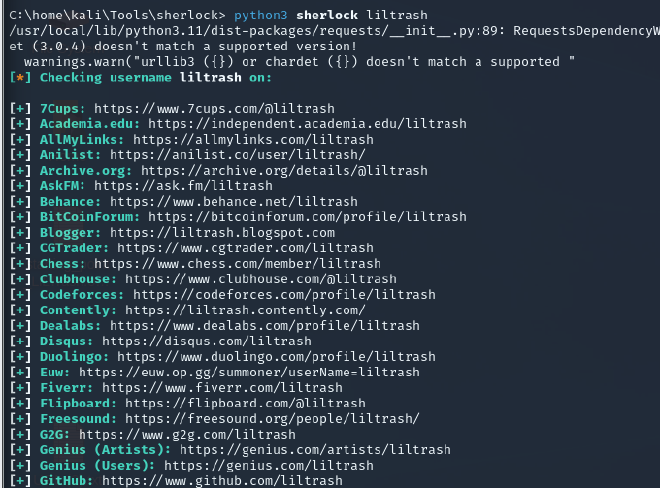 C:\home\kali\Tools\sherlock> python3 sherlock liltrash
/usr/local/lib/python3.11/dist-packages/requests/__init__.py:89: RequestsDependencyW
et (3.0.4) doesn't match a supported version!
warnings.warn("urllib3 ({}) or chardet ({}) doesn't match a supported "
[*] Checking username liltrash on:
[+] 7Cups: https://www.7cups.com/@liltrash
[+] Academia.edu: https://independent.academia.edu/liltrash
[+] AllMyLinks: https://allmylinks.com/liltrash
[+] Anilist: https://anilist.co/user/liltrash/
[+] Archive.org: https://archive.org/details/@liltrash
[+] AskFM: https://ask.fm/liltrash
[+] Behance: https://www.behance.net/liltrash
[+] BitCoinForum: https://bitcoinforum.com/profile/liltrash
[+] Blogger: https://liltrash.blogspot.com
[+] CGTrader: https://www.cgtrader.com/liltrash
[+] Chess: https://www.chess.com/member/liltrash
[+] Clubhouse: https://www.clubhouse.com/@liltrash
[+] Codeforces: https://codeforces.com/profile/liltrash
[+] Contently: https://liltrash.contently.com/
[+] Dealabs: https://www.dealabs.com/profile/liltrash
[+] Disqus: https://disqus.com/liltrash
[+] Duolingo: https://www.duolingo.com/profile/liltrash
[+] Euw: https://euw.op.gg/summoner/userName=liltrash
[+] Fiverr: https://www.fiverr.com/liltrash
[+] Flipboard: https://flipboard.com/@liltrash
[+] Freesound: https://freesound.org/people/liltrash/
[+] G2G: https://www.g2g.com/liltrash
[+] Genius (Artists): https://genius.com/artists/liltrash
[+] Genius (Users): https://genius.com/liltrash
[+] GitHub: https://www.github.com/liltrash